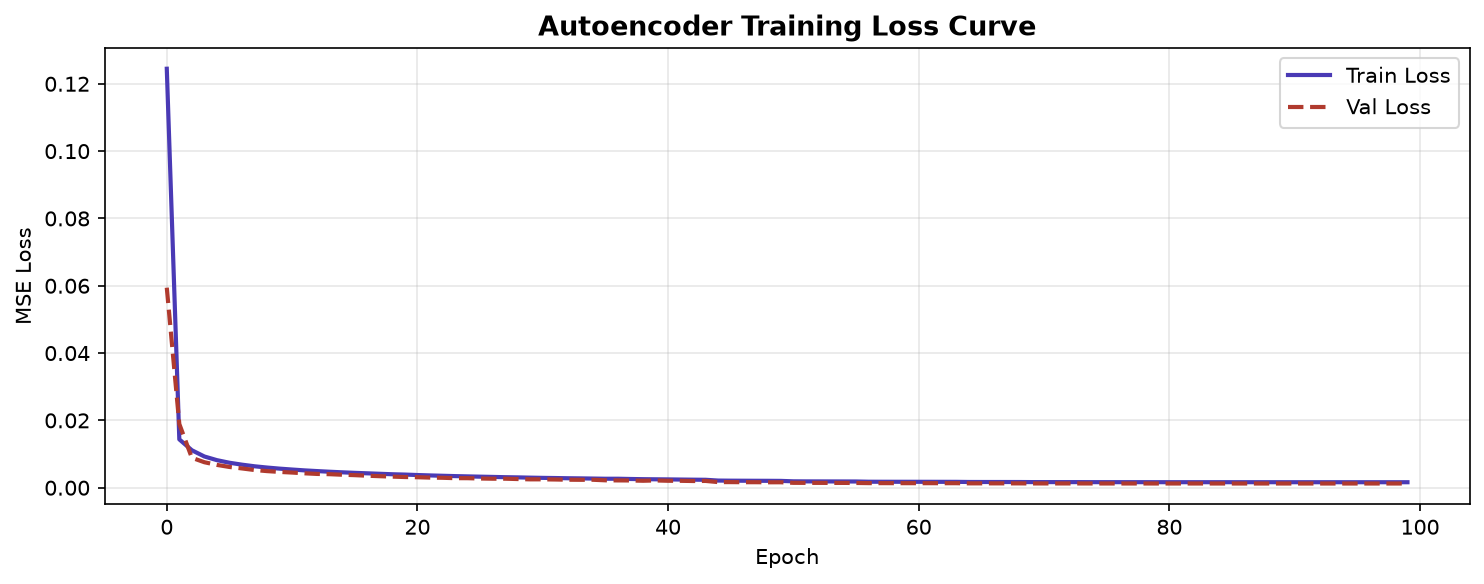 Autoencoder Training Loss Curve
Train Loss
Val Loss
MSE Loss
0.12
0.10
0.08
0.06
0.04
0.02
0.00
0 20 40 60 80 100
Epoch